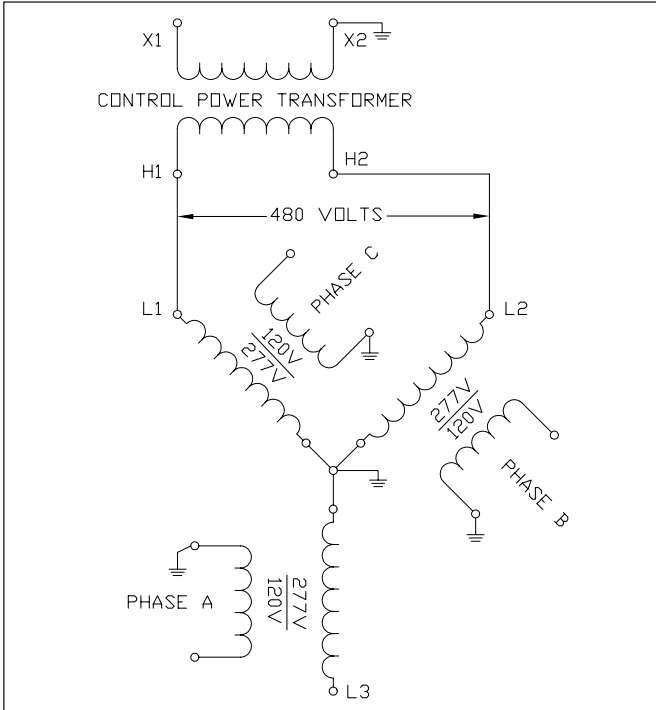 X1
X2
CONTROL POWER TRANSFORMER
H1
H2
480 VOLTS
PHASE C
L1
L2
120V
277V
277V
120V
PHASE B
PHASE A
277V
120V
L3